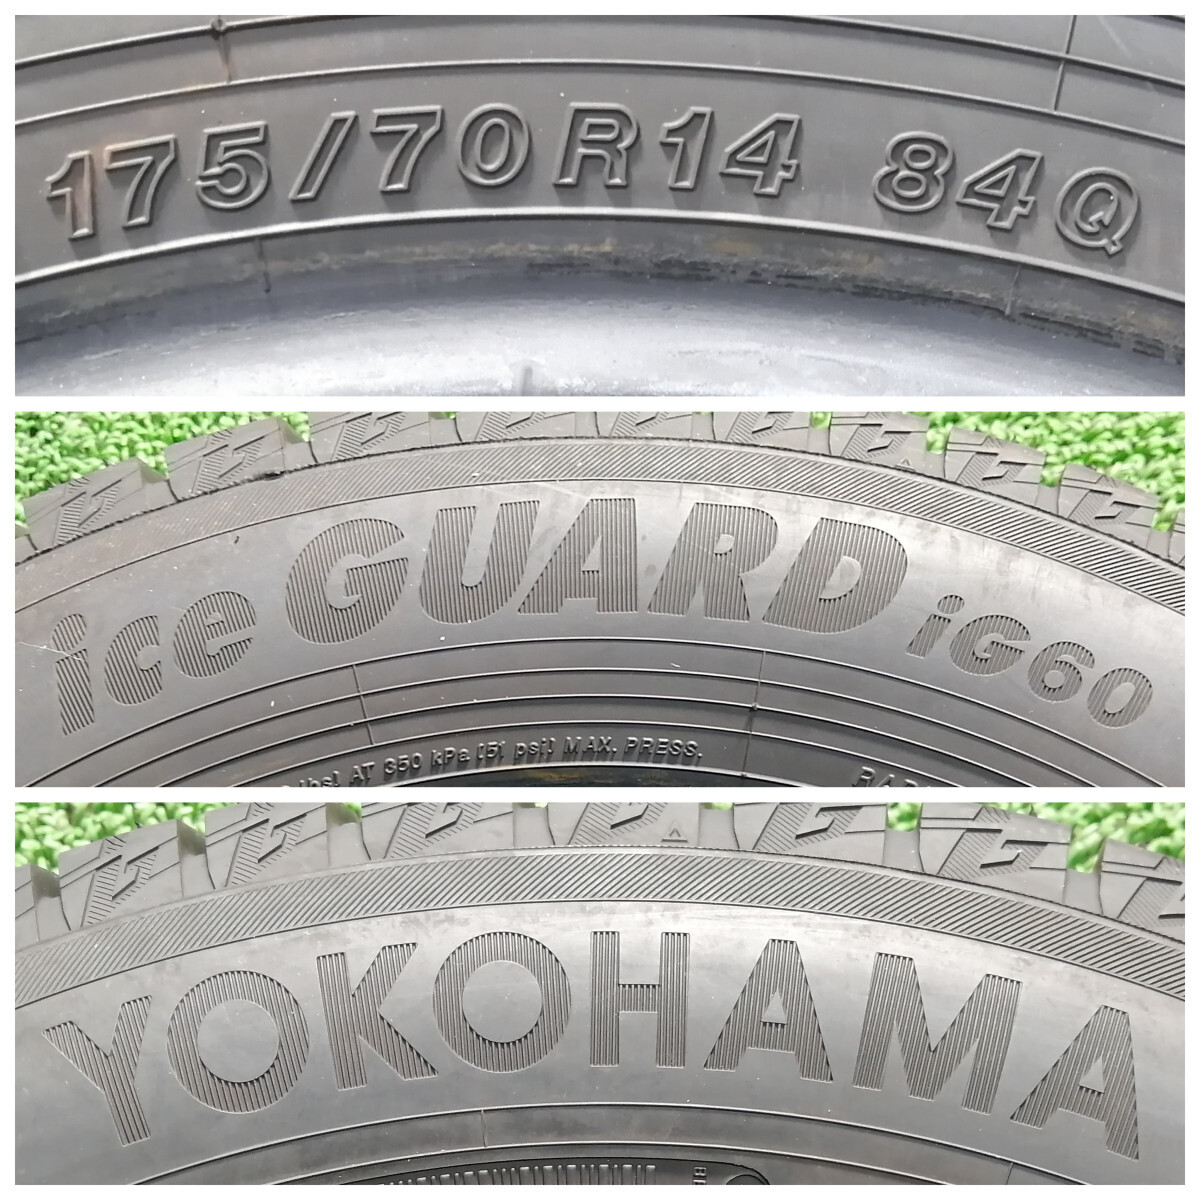 175/70R14 84Q
ice GUARD iG60
AT 350 kPa [51 psi] MAX. PRESS.
YOKOHAMA